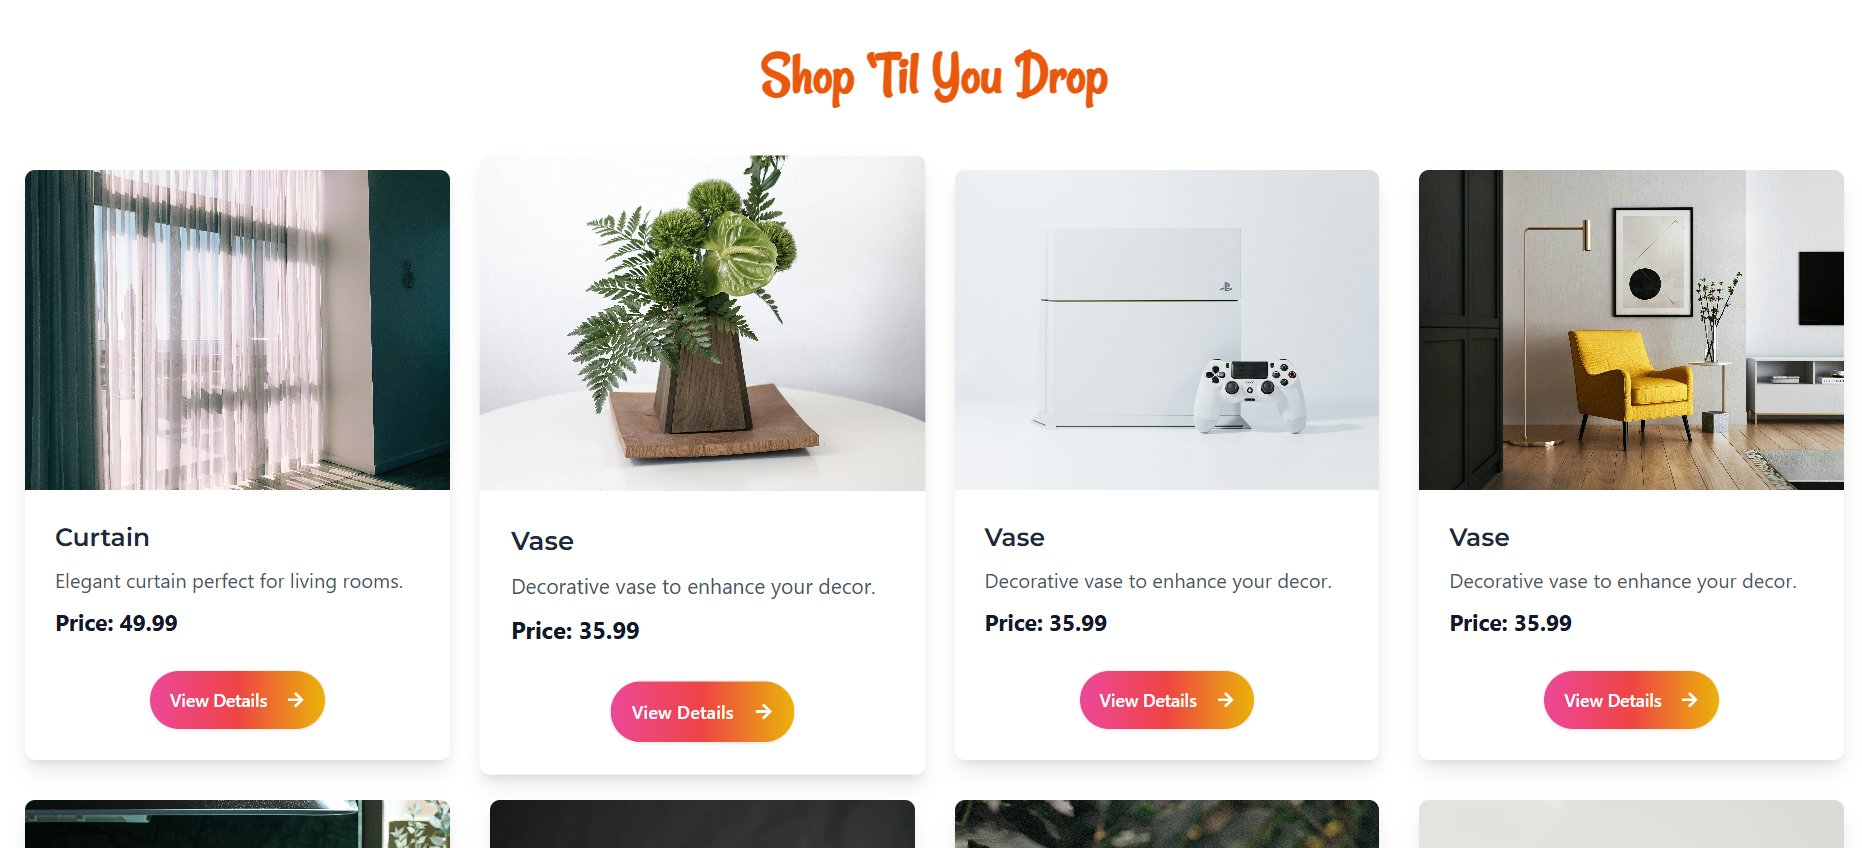 Shop 'Til You Drop
Curtain
Elegant curtain perfect for living rooms.
Price: 49.99
View Details
Vase
Decorative vase to enhance your decor.
Price: 35.99
View Details
Vase
Decorative vase to enhance your decor.
Price: 35.99
View Details
Vase
Decorative vase to enhance your decor.
Price: 35.99
View Details